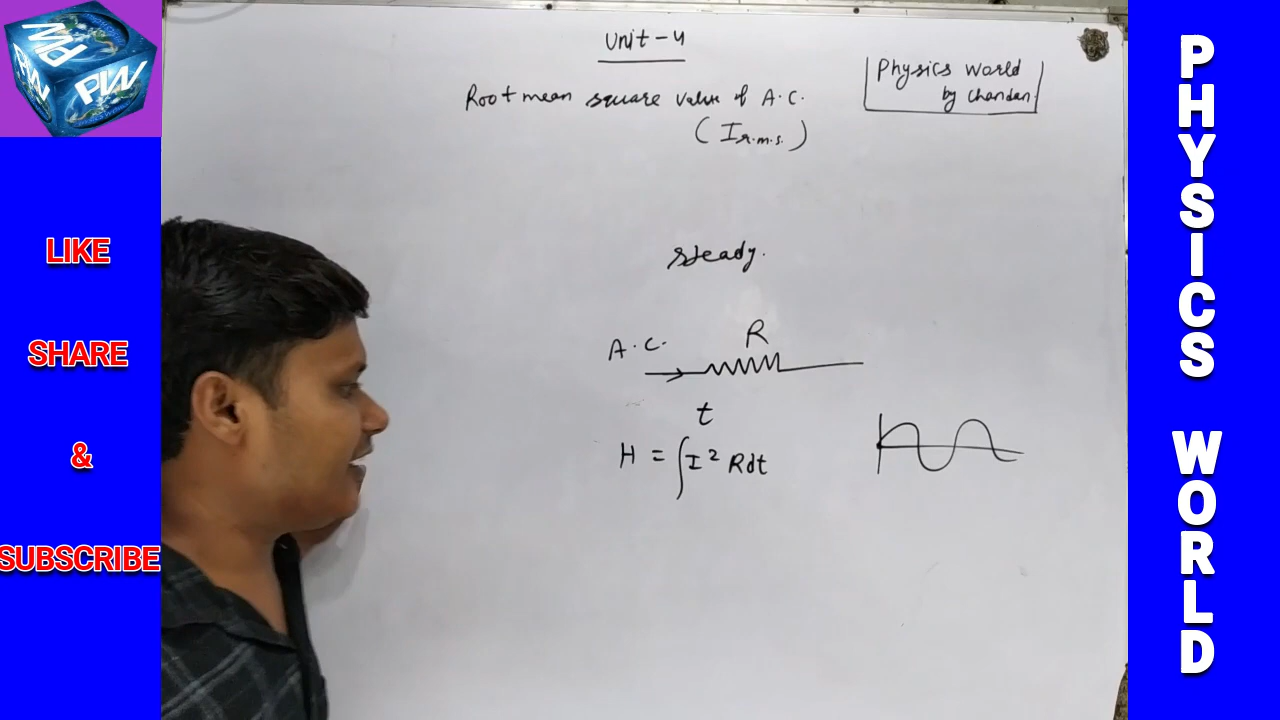 PW
PW
PW
LIKE
SHARE
&
SUBSCRIBE
Unit - 4
Root mean square value of A.C.
(I r.m.s.)
Physics World
by Chandan
steady.
A.C.
R
t
H = ∫I² Rdt
PHYSICS WORLD